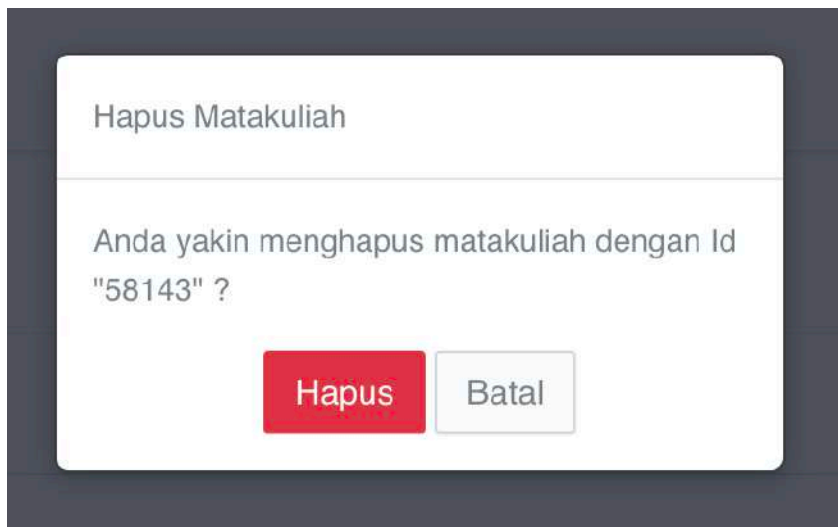 Hapus Matakuliah
Anda yakin menghapus matakuliah dengan Id
"58143" ?
Hapus
Batal